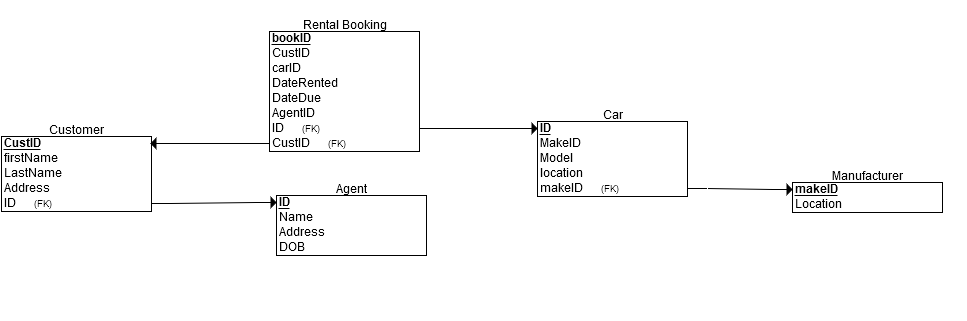 Rental Booking
bookID
CustID
carID
DateRented
DateDue
AgentID
ID (FK)
CustID (FK)
Customer
CustID
firstName
LastName
Address
ID (FK)
Agent
ID
Name
Address
DOB
Car
ID
MakeID
Model
location
makeID (FK)
Manufacturer
makeID
Location